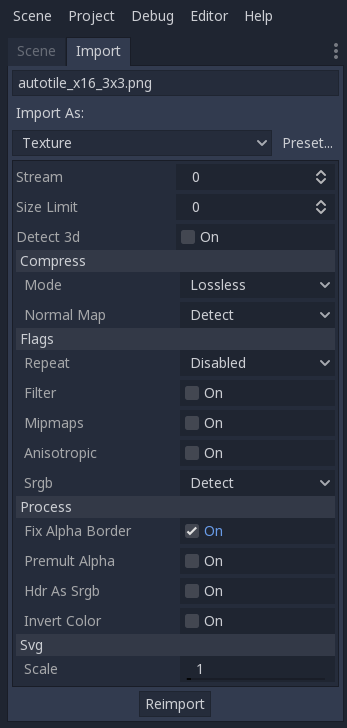 Scene Project Debug Editor Help
Scene Import
autotile_x16_3x3.png
Import As:
Texture Preset...
Stream 0
Size Limit 0
Detect 3d On
Compress
Mode Lossless
Normal Map Detect
Flags
Repeat Disabled
Filter On
Mipmaps On
Anisotropic On
Srgb Detect
Process
Fix Alpha Border On
Premult Alpha On
Hdr As Srgb On
Invert Color On
Svg
Scale 1
Reimport